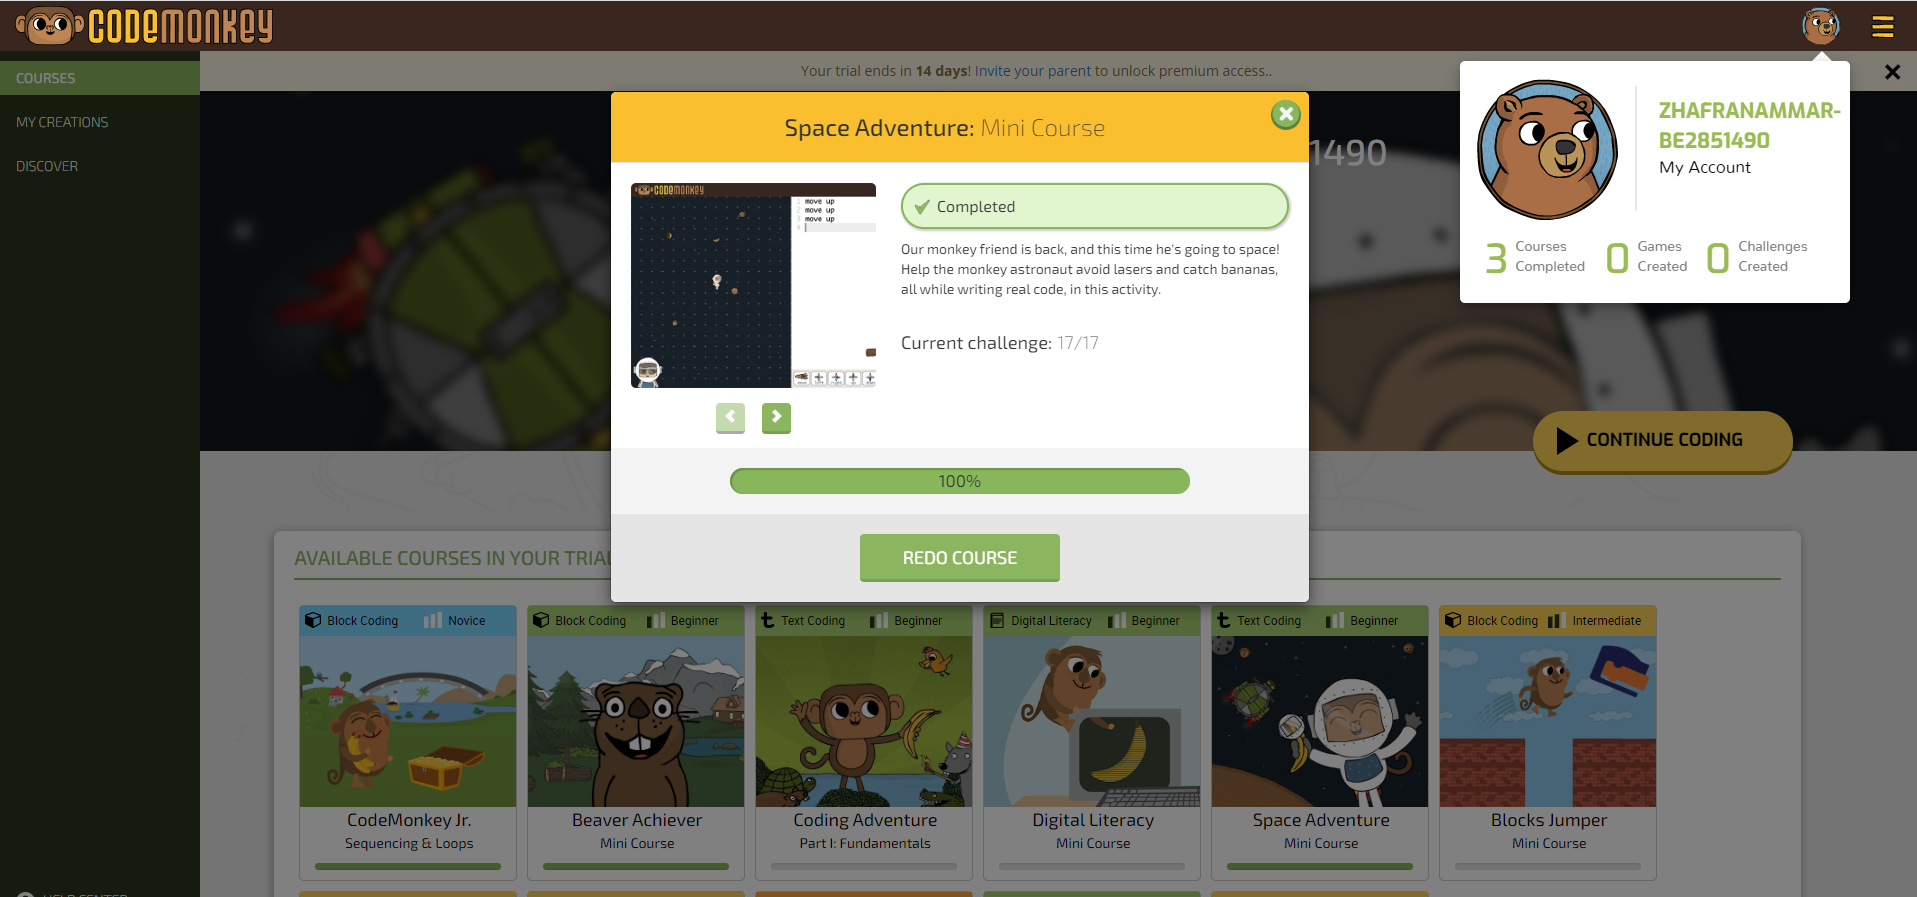 CODEMONKEY
COURSES
MY CREATIONS
DISCOVER
Your trial ends in 14 days! Invite your parent to unlock premium access..
1490
Space Adventure: Mini Course
CODEMONKEY
1 move up
2 move up
3 move up
4
Completed
Our monkey friend is back, and this time he's going to space!
Help the monkey astronaut avoid lasers and catch bananas,
all while writing real code, in this activity.
Current challenge: 17/17
100%
REDO COURSE
ZHAFRANAMMAR-
BE2851490
My Account
3 Courses Completed
0 Games Created
0 Challenges Created
CONTINUE CODING
AVAILABLE COURSES IN YOUR TRIAL
Block Coding Novice
CodeMonkey Jr.
Sequencing & Loops
Block Coding Beginner
Beaver Achiever
Mini Course
Text Coding Beginner
Coding Adventure
Part I: Fundamentals
Digital Literacy Beginner
Digital Literacy
Mini Course
Text Coding Beginner
Space Adventure
Mini Course
Block Coding Intermediate
Blocks Jumper
Mini Course
HELP CENTER